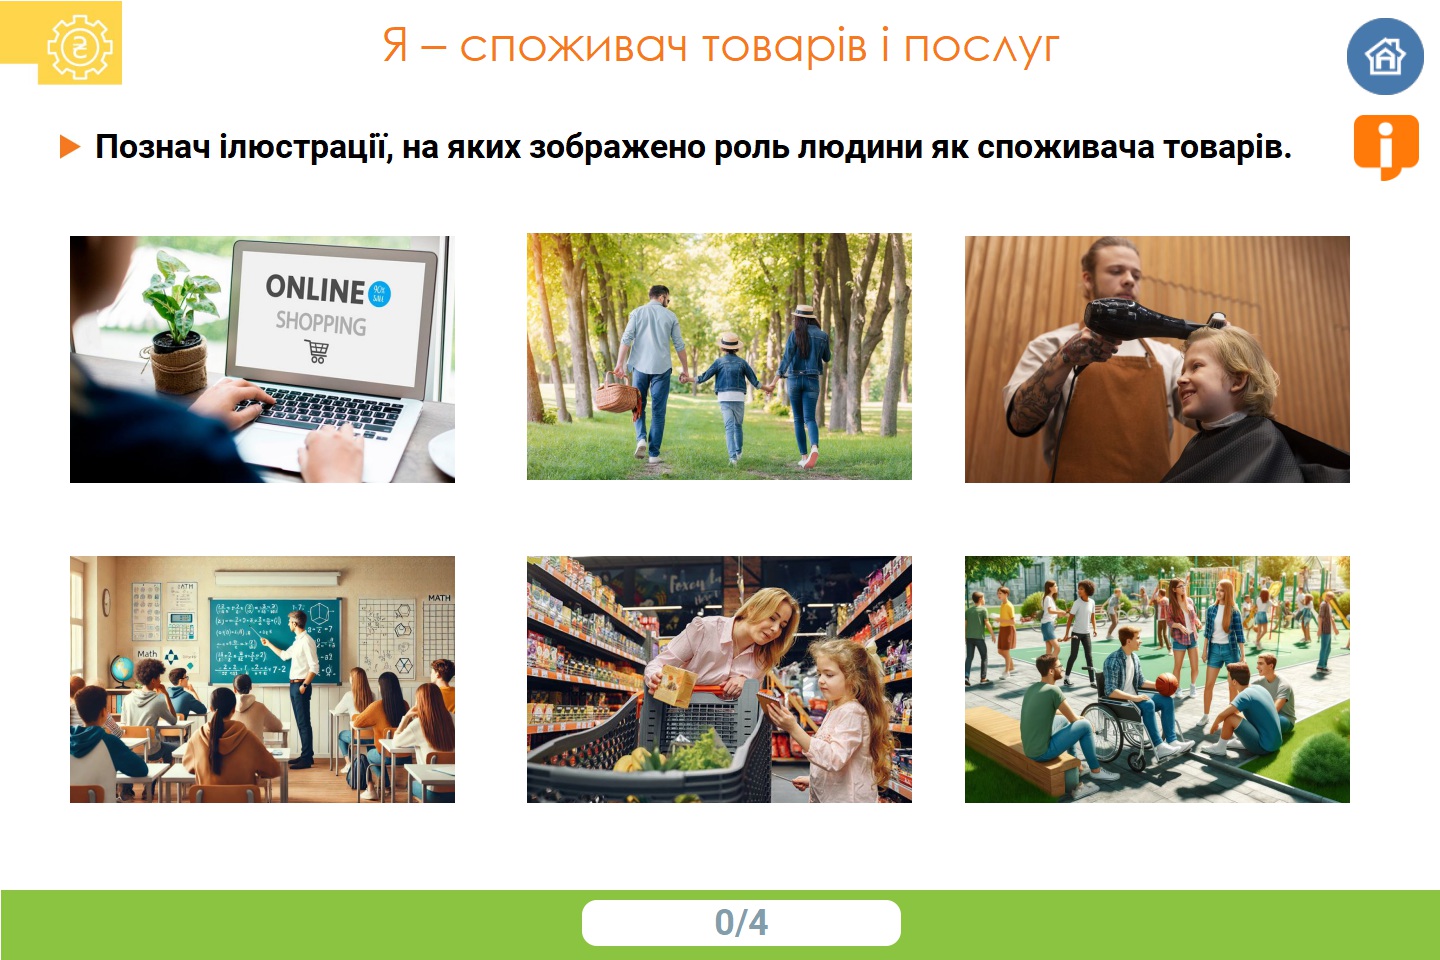 Я – споживач товарів і послуг
Познач ілюстрації, на яких зображено роль людини як споживача товарів.
ONLINE
SHOPPING
MATH
MATH
Math
0/4